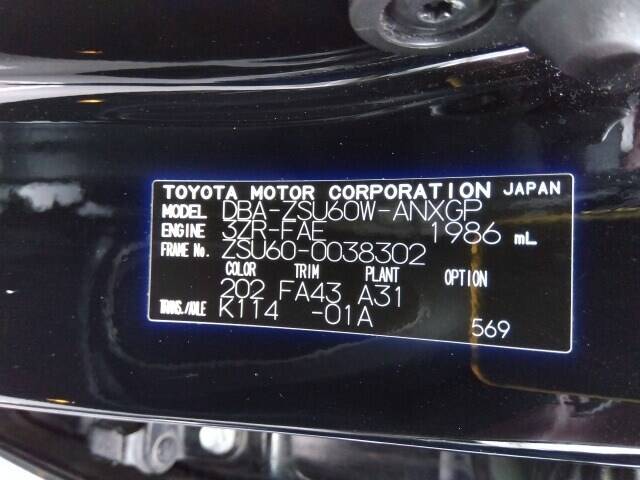 TOYOTA MOTOR CORPORATION JAPAN
MODEL DBA-ZSU60W-ANXGP
ENGINE 3ZR-FAE 1986 mL
FRAME No. ZSU60-0038302
COLOR TRIM PLANT OPTION
202 FA43 A31
TRANS./AXLE K114 -01A
569